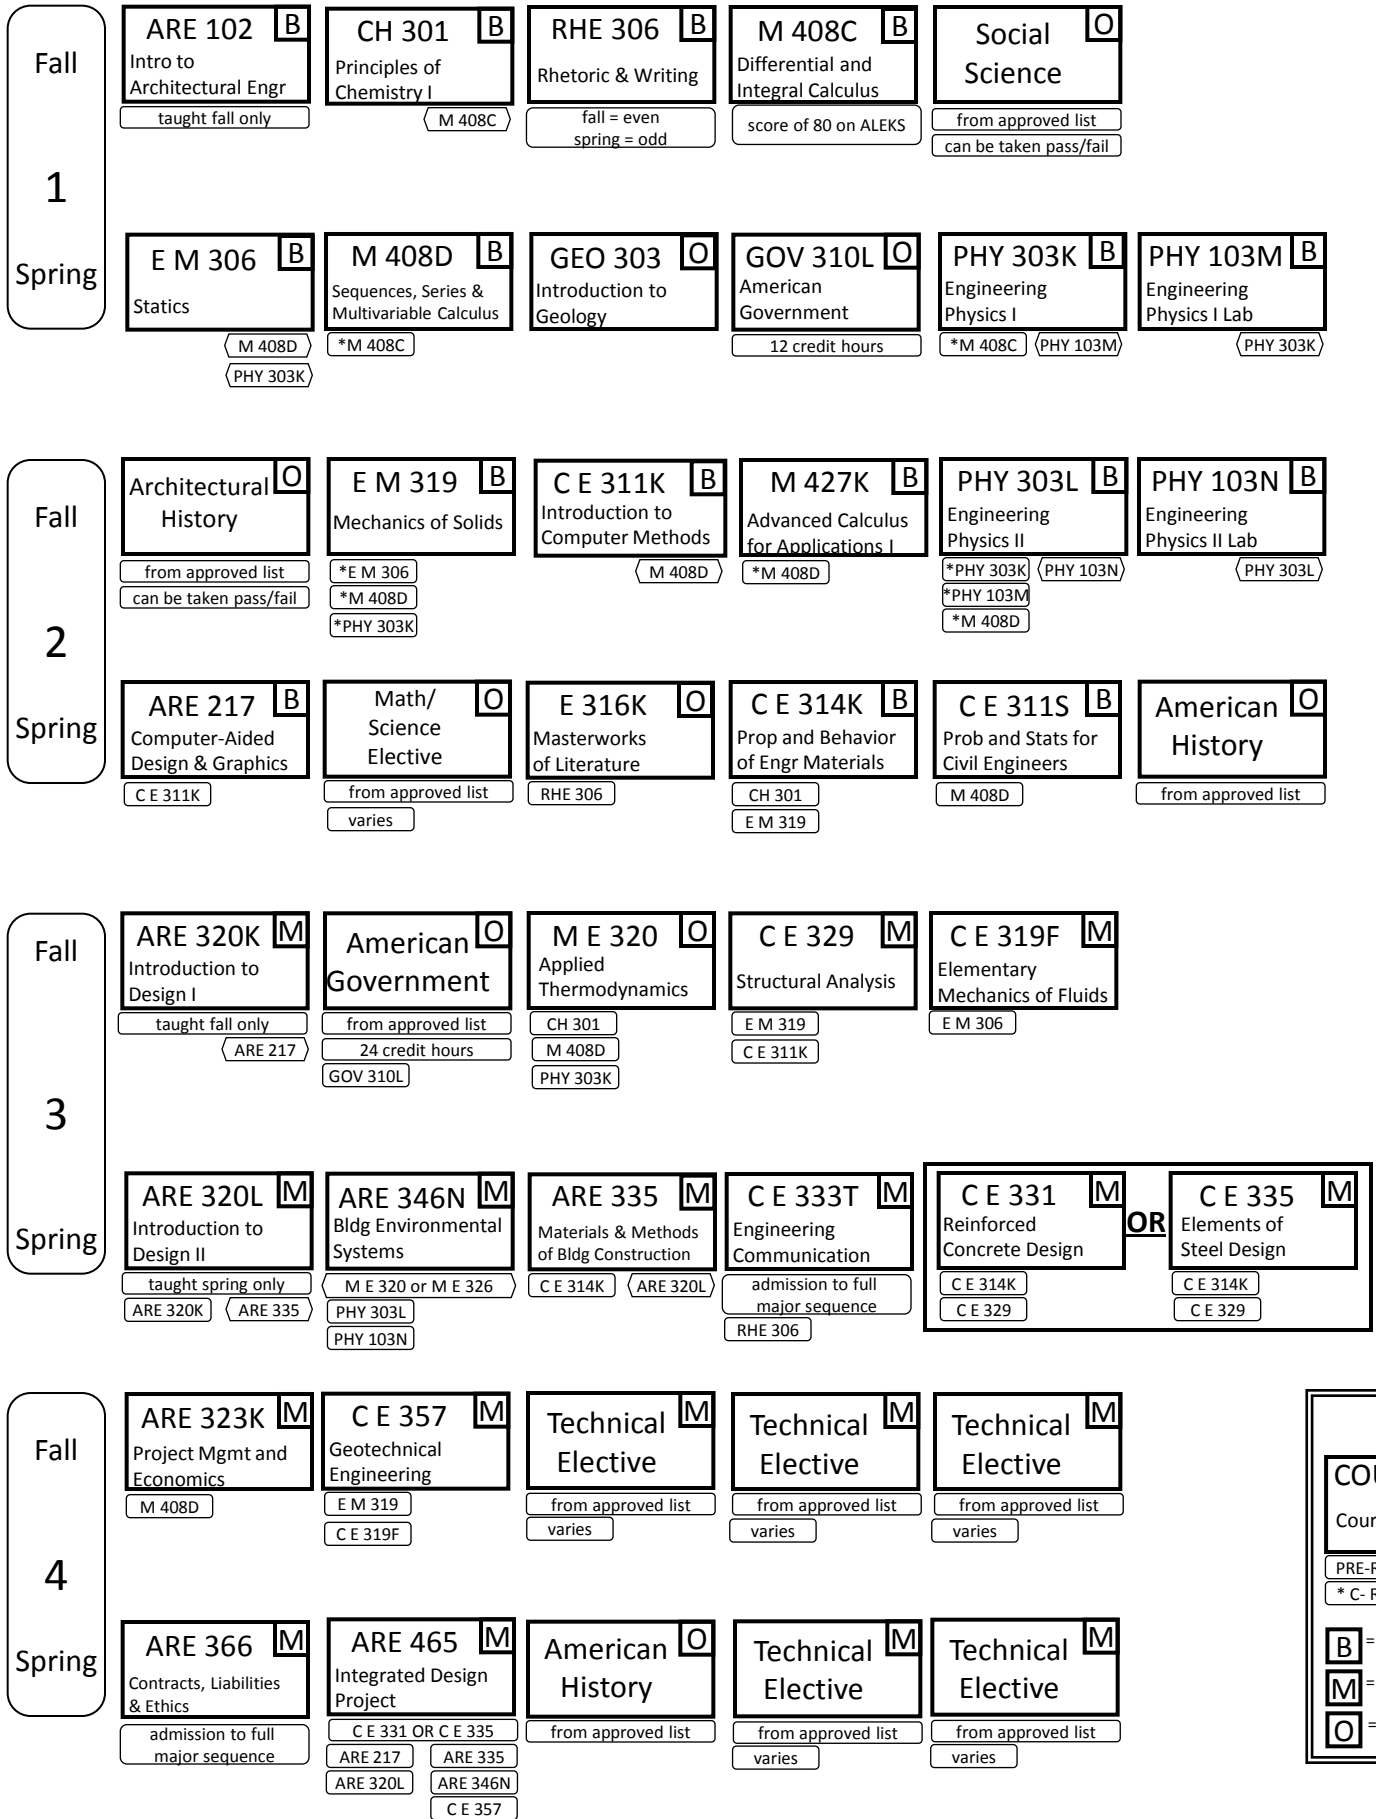 Fall
1
Spring
ARE 102 B
Intro to
Architectural Engr
taught fall only
CH 301 B
Principles of
Chemistry I
M 408C
RHE 306 B
Rhetoric & Writing
fall = even
spring = odd
M 408C B
Differential and
Integral Calculus
score of 80 on ALEKS
Social O
Science
from approved list
can be taken pass/fail
E M 306 B
Statics
M 408D
PHY 303K
M 408D B
Sequences, Series &
Multivariable Calculus
*M 408C
GEO 303 O
Introduction to
Geology
GOV 310L O
American
Government
12 credit hours
PHY 303K B
Engineering
Physics I
*M 408C PHY 103M
PHY 103M B
Engineering
Physics I Lab
PHY 303K
Fall
2
Spring
Architectural O
History
from approved list
can be taken pass/fail
E M 319 B
Mechanics of Solids
*E M 306
*M 408D
*PHY 303K
C E 311K B
Introduction to
Computer Methods
M 408D
M 427K B
Advanced Calculus
for Applications I
*M 408D
PHY 303L B
Engineering
Physics II
*PHY 303K PHY 103N
*PHY 103M
*M 408D
PHY 103N B
Engineering
Physics II Lab
PHY 303L
ARE 217 B
Computer-Aided
Design & Graphics
C E 311K
Math/ O
Science
Elective
from approved list
varies
E 316K O
Masterworks
of Literature
RHE 306
C E 314K B
Prop and Behavior
of Engr Materials
CH 301
E M 319
C E 311S B
Prob and Stats for
Civil Engineers
M 408D
American O
History
from approved list
Fall
3
Spring
ARE 320K M
Introduction to
Design I
taught fall only
ARE 217
American O
Government
from approved list
24 credit hours
GOV 310L
M E 320 O
Applied
Thermodynamics
CH 301
M 408D
PHY 303K
C E 329 M
Structural Analysis
E M 319
C E 311K
C E 319F M
Elementary
Mechanics of Fluids
E M 306
ARE 320L M
Introduction to
Design II
taught spring only
ARE 320K ARE 335
ARE 346N M
Bldg Environmental
Systems
M E 320 or M E 326
PHY 303L
PHY 103N
ARE 335 M
Materials & Methods
of Bldg Construction
C E 314K ARE 320L
C E 333T M
Engineering
Communication
admission to full
major sequence
RHE 306
C E 331 M
Reinforced
Concrete Design
C E 314K
C E 329
OR
C E 335 M
Elements of
Steel Design
C E 314K
C E 329
Fall
4
Spring
ARE 323K M
Project Mgmt and
Economics
M 408D
C E 357 M
Geotechnical
Engineering
E M 319
C E 319F
Technical M
Elective
from approved list
varies
Technical M
Elective
from approved list
varies
Technical M
Elective
from approved list
varies
ARE 366 M
Contracts, Liabilities
& Ethics
admission to full
major sequence
ARE 465 M
Integrated Design
Project
C E 331 OR C E 335
ARE 217 ARE 335
ARE 320L ARE 346N
C E 357
American O
History
from approved list
Technical M
Elective
from approved list
varies
Technical M
Elective
from approved list
varies
* C-
B =
M =
O =